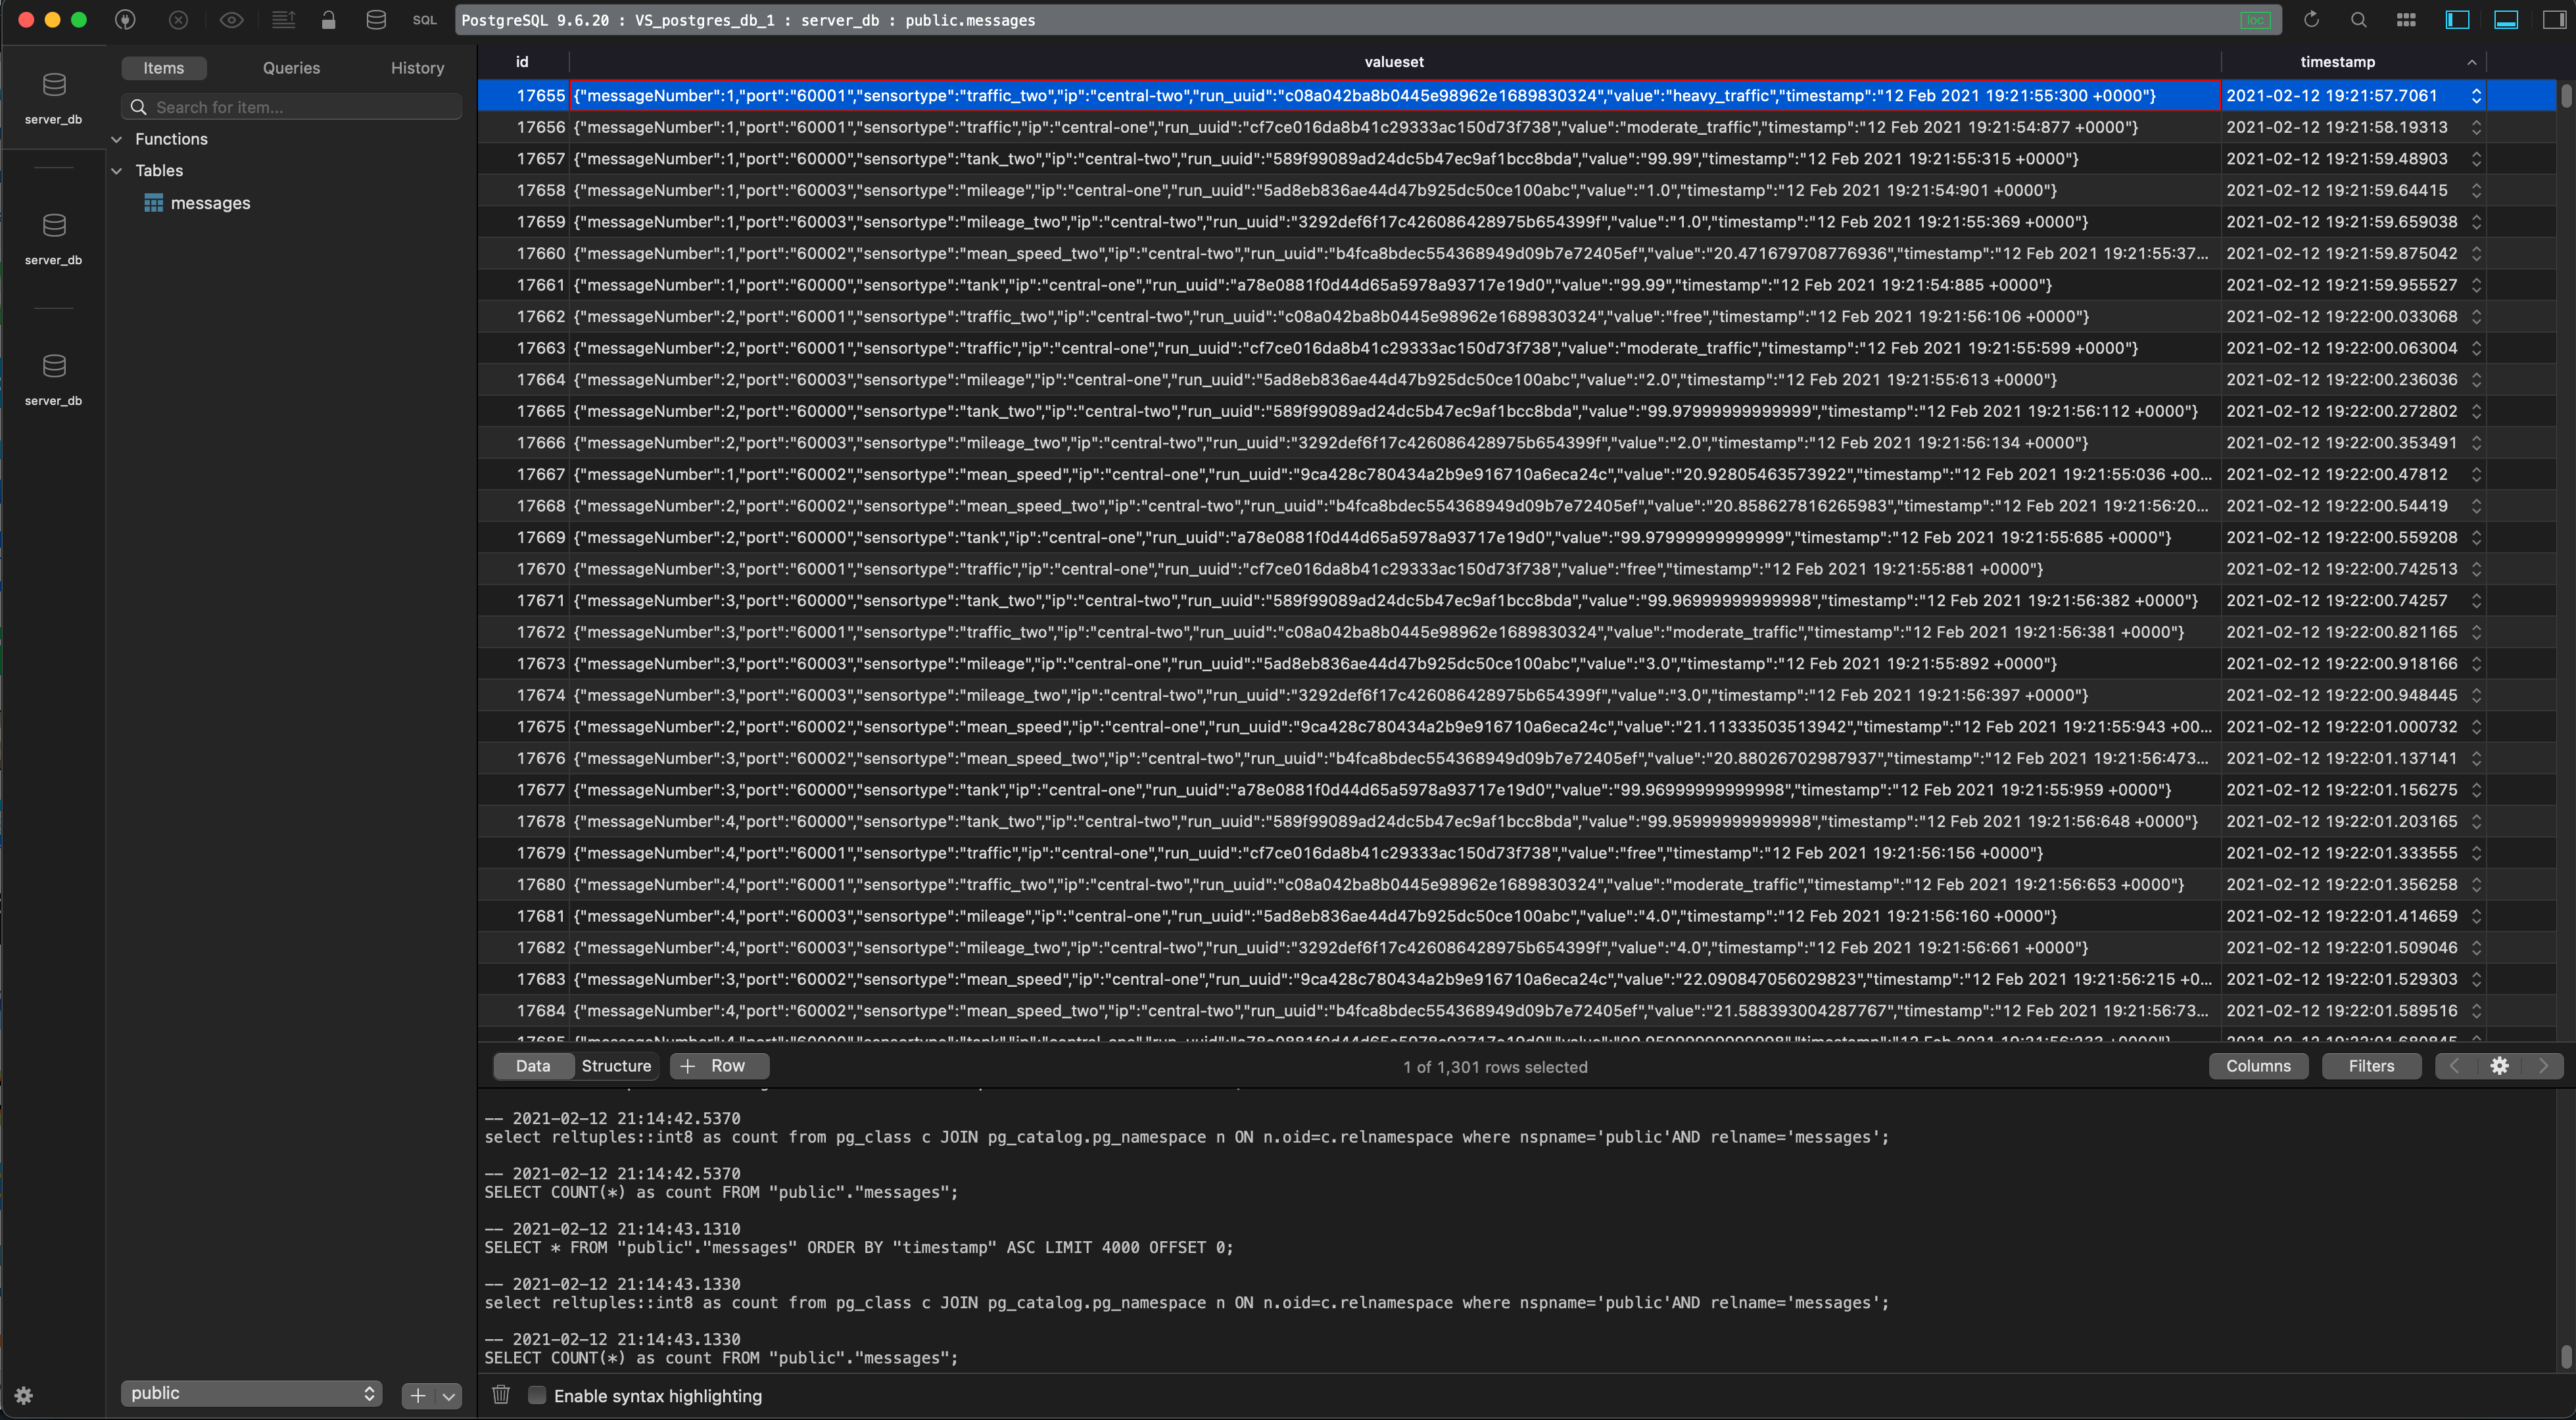 SQL
PostgreSQL 9.6.20 : VS_postgres_db_1 : server_db : public.messages
loc
server_db
server_db
server_db
Items Queries History
Search for item...
Functions
Tables
messages
public
id valueset timestamp
17655 {"messageNumber":1,"port":"60001","sensortype":"traffic_two","ip":"central-two","run_uuid":"c08a042ba8b0445e98962e1689830324","value":"heavy_traffic","timestamp":"12 Feb 2021 19:21:55:300 +0000"} 2021-02-12 19:21:57.7061
17656 {"messageNumber":1,"port":"60001","sensortype":"traffic","ip":"central-one","run_uuid":"cf7ce016da8b41c29333ac150d73f738","value":"moderate_traffic","timestamp":"12 Feb 2021 19:21:54:877 +0000"} 2021-02-12 19:21:58.19313
17657 {"messageNumber":1,"port":"60000","sensortype":"tank_two","ip":"central-two","run_uuid":"589f99089ad24dc5b47ec9af1bcc8bda","value":"99.99","timestamp":"12 Feb 2021 19:21:55:315 +0000"} 2021-02-12 19:21:59.48903
17658 {"messageNumber":1,"port":"60003","sensortype":"mileage","ip":"central-one","run_uuid":"5ad8eb836ae44d47b925dc50ce100abc","value":"1.0","timestamp":"12 Feb 2021 19:21:54:901 +0000"} 2021-02-12 19:21:59.64415
17659 {"messageNumber":1,"port":"60003","sensortype":"mileage_two","ip":"central-two","run_uuid":"3292def6f17c426086428975b654399f","value":"1.0","timestamp":"12 Feb 2021 19:21:55:369 +0000"} 2021-02-12 19:21:59.659038
17660 {"messageNumber":1,"port":"60002","sensortype":"mean_speed_two","ip":"central-two","run_uuid":"b4fca8bdec554368949d09b7e72405ef","value":"20.471679708776936","timestamp":"12 Feb 2021 19:21:55:37... 2021-02-12 19:21:59.875042
17661 {"messageNumber":1,"port":"60000","sensortype":"tank","ip":"central-one","run_uuid":"a78e0881f0d44d65a5978a93717e19d0","value":"99.99","timestamp":"12 Feb 2021 19:21:54:885 +0000"} 2021-02-12 19:21:59.955527
17662 {"messageNumber":2,"port":"60001","sensortype":"traffic_two","ip":"central-two","run_uuid":"c08a042ba8b0445e98962e1689830324","value":"free","timestamp":"12 Feb 2021 19:21:56:106 +0000"} 2021-02-12 19:22:00.033068
17663 {"messageNumber":2,"port":"60001","sensortype":"traffic","ip":"central-one","run_uuid":"cf7ce016da8b41c29333ac150d73f738","value":"moderate_traffic","timestamp":"12 Feb 2021 19:21:55:599 +0000"} 2021-02-12 19:22:00.063004
17664 {"messageNumber":2,"port":"60003","sensortype":"mileage","ip":"central-one","run_uuid":"5ad8eb836ae44d47b925dc50ce100abc","value":"2.0","timestamp":"12 Feb 2021 19:21:55:613 +0000"} 2021-02-12 19:22:00.236036
17665 {"messageNumber":2,"port":"60000","sensortype":"tank_two","ip":"central-two","run_uuid":"589f99089ad24dc5b47ec9af1bcc8bda","value":"99.97999999999999","timestamp":"12 Feb 2021 19:21:56:112 +0000"} 2021-02-12 19:22:00.272802
17666 {"messageNumber":2,"port":"60003","sensortype":"mileage_two","ip":"central-two","run_uuid":"3292def6f17c426086428975b654399f","value":"2.0","timestamp":"12 Feb 2021 19:21:56:134 +0000"} 2021-02-12 19:22:00.353491
17667 {"messageNumber":1,"port":"60002","sensortype":"mean_speed","ip":"central-one","run_uuid":"9ca428c780434a2b9e916710a6eca24c","value":"20.92805463573922","timestamp":"12 Feb 2021 19:21:55:036 +00... 2021-02-12 19:22:00.47812
17668 {"messageNumber":2,"port":"60002","sensortype":"mean_speed_two","ip":"central-two","run_uuid":"b4fca8bdec554368949d09b7e72405ef","value":"20.858627816265983","timestamp":"12 Feb 2021 19:21:56:20... 2021-02-12 19:22:00.54419
17669 {"messageNumber":2,"port":"60000","sensortype":"tank","ip":"central-one","run_uuid":"a78e0881f0d44d65a5978a93717e19d0","value":"99.97999999999999","timestamp":"12 Feb 2021 19:21:55:685 +0000"} 2021-02-12 19:22:00.559208
17670 {"messageNumber":3,"port":"60001","sensortype":"traffic","ip":"central-one","run_uuid":"cf7ce016da8b41c29333ac150d73f738","value":"free","timestamp":"12 Feb 2021 19:21:55:881 +0000"} 2021-02-12 19:22:00.742513
17671 {"messageNumber":3,"port":"60000","sensortype":"tank_two","ip":"central-two","run_uuid":"589f99089ad24dc5b47ec9af1bcc8bda","value":"99.96999999999998","timestamp":"12 Feb 2021 19:21:56:382 +0000"} 2021-02-12 19:22:00.74257
17672 {"messageNumber":3,"port":"60001","sensortype":"traffic_two","ip":"central-two","run_uuid":"c08a042ba8b0445e98962e1689830324","value":"moderate_traffic","timestamp":"12 Feb 2021 19:21:56:381 +0000"} 2021-02-12 19:22:00.821165
17673 {"messageNumber":3,"port":"60003","sensortype":"mileage","ip":"central-one","run_uuid":"5ad8eb836ae44d47b925dc50ce100abc","value":"3.0","timestamp":"12 Feb 2021 19:21:55:892 +0000"} 2021-02-12 19:22:00.918166
17674 {"messageNumber":3,"port":"60003","sensortype":"mileage_two","ip":"central-two","run_uuid":"3292def6f17c426086428975b654399f","value":"3.0","timestamp":"12 Feb 2021 19:21:56:397 +0000"} 2021-02-12 19:22:00.948445
17675 {"messageNumber":2,"port":"60002","sensortype":"mean_speed","ip":"central-one","run_uuid":"9ca428c780434a2b9e916710a6eca24c","value":"21.11333503513942","timestamp":"12 Feb 2021 19:21:55:943 +00... 2021-02-12 19:22:01.000732
17676 {"messageNumber":3,"port":"60002","sensortype":"mean_speed_two","ip":"central-two","run_uuid":"b4fca8bdec554368949d09b7e72405ef","value":"20.88026702987937","timestamp":"12 Feb 2021 19:21:56:473... 2021-02-12 19:22:01.137141
17677 {"messageNumber":3,"port":"60000","sensortype":"tank","ip":"central-one","run_uuid":"a78e0881f0d44d65a5978a93717e19d0","value":"99.96999999999998","timestamp":"12 Feb 2021 19:21:55:959 +0000"} 2021-02-12 19:22:01.156275
17678 {"messageNumber":4,"port":"60000","sensortype":"tank_two","ip":"central-two","run_uuid":"589f99089ad24dc5b47ec9af1bcc8bda","value":"99.95999999999998","timestamp":"12 Feb 2021 19:21:56:648 +0000"} 2021-02-12 19:22:01.203165
17679 {"messageNumber":4,"port":"60001","sensortype":"traffic","ip":"central-one","run_uuid":"cf7ce016da8b41c29333ac150d73f738","value":"free","timestamp":"12 Feb 2021 19:21:56:156 +0000"} 2021-02-12 19:22:01.333555
17680 {"messageNumber":4,"port":"60001","sensortype":"traffic_two","ip":"central-two","run_uuid":"c08a042ba8b0445e98962e1689830324","value":"moderate_traffic","timestamp":"12 Feb 2021 19:21:56:653 +0000"} 2021-02-12 19:22:01.356258
17681 {"messageNumber":4,"port":"60003","sensortype":"mileage","ip":"central-one","run_uuid":"5ad8eb836ae44d47b925dc50ce100abc","value":"4.0","timestamp":"12 Feb 2021 19:21:56:160 +0000"} 2021-02-12 19:22:01.414659
17682 {"messageNumber":4,"port":"60003","sensortype":"mileage_two","ip":"central-two","run_uuid":"3292def6f17c426086428975b654399f","value":"4.0","timestamp":"12 Feb 2021 19:21:56:661 +0000"} 2021-02-12 19:22:01.509046
17683 {"messageNumber":3,"port":"60002","sensortype":"mean_speed","ip":"central-one","run_uuid":"9ca428c780434a2b9e916710a6eca24c","value":"22.090847056029823","timestamp":"12 Feb 2021 19:21:56:215 +0... 2021-02-12 19:22:01.529303
17684 {"messageNumber":4,"port":"60002","sensortype":"mean_speed_two","ip":"central-two","run_uuid":"b4fca8bdec554368949d09b7e72405ef","value":"21.588393004287767","timestamp":"12 Feb 2021 19:21:56:73... 2021-02-12 19:22:01.589516
Data Structure + Row 1 of 1,301 rows selected Columns Filters
-- 2021-02-12 21:14:42.5370
select reltuples::int8 as count from pg_class c JOIN pg_catalog.pg_namespace n ON n.oid=c.relnamespace where nspname='public'AND relname='messages';
-- 2021-02-12 21:14:42.5370
SELECT COUNT(*) as count FROM "public"."messages";
-- 2021-02-12 21:14:43.1310
SELECT * FROM "public"."messages" ORDER BY "timestamp" ASC LIMIT 4000 OFFSET 0;
-- 2021-02-12 21:14:43.1330
select reltuples::int8 as count from pg_class c JOIN pg_catalog.pg_namespace n ON n.oid=c.relnamespace where nspname='public'AND relname='messages';
-- 2021-02-12 21:14:43.1330
SELECT COUNT(*) as count FROM "public"."messages";
Enable syntax highlighting